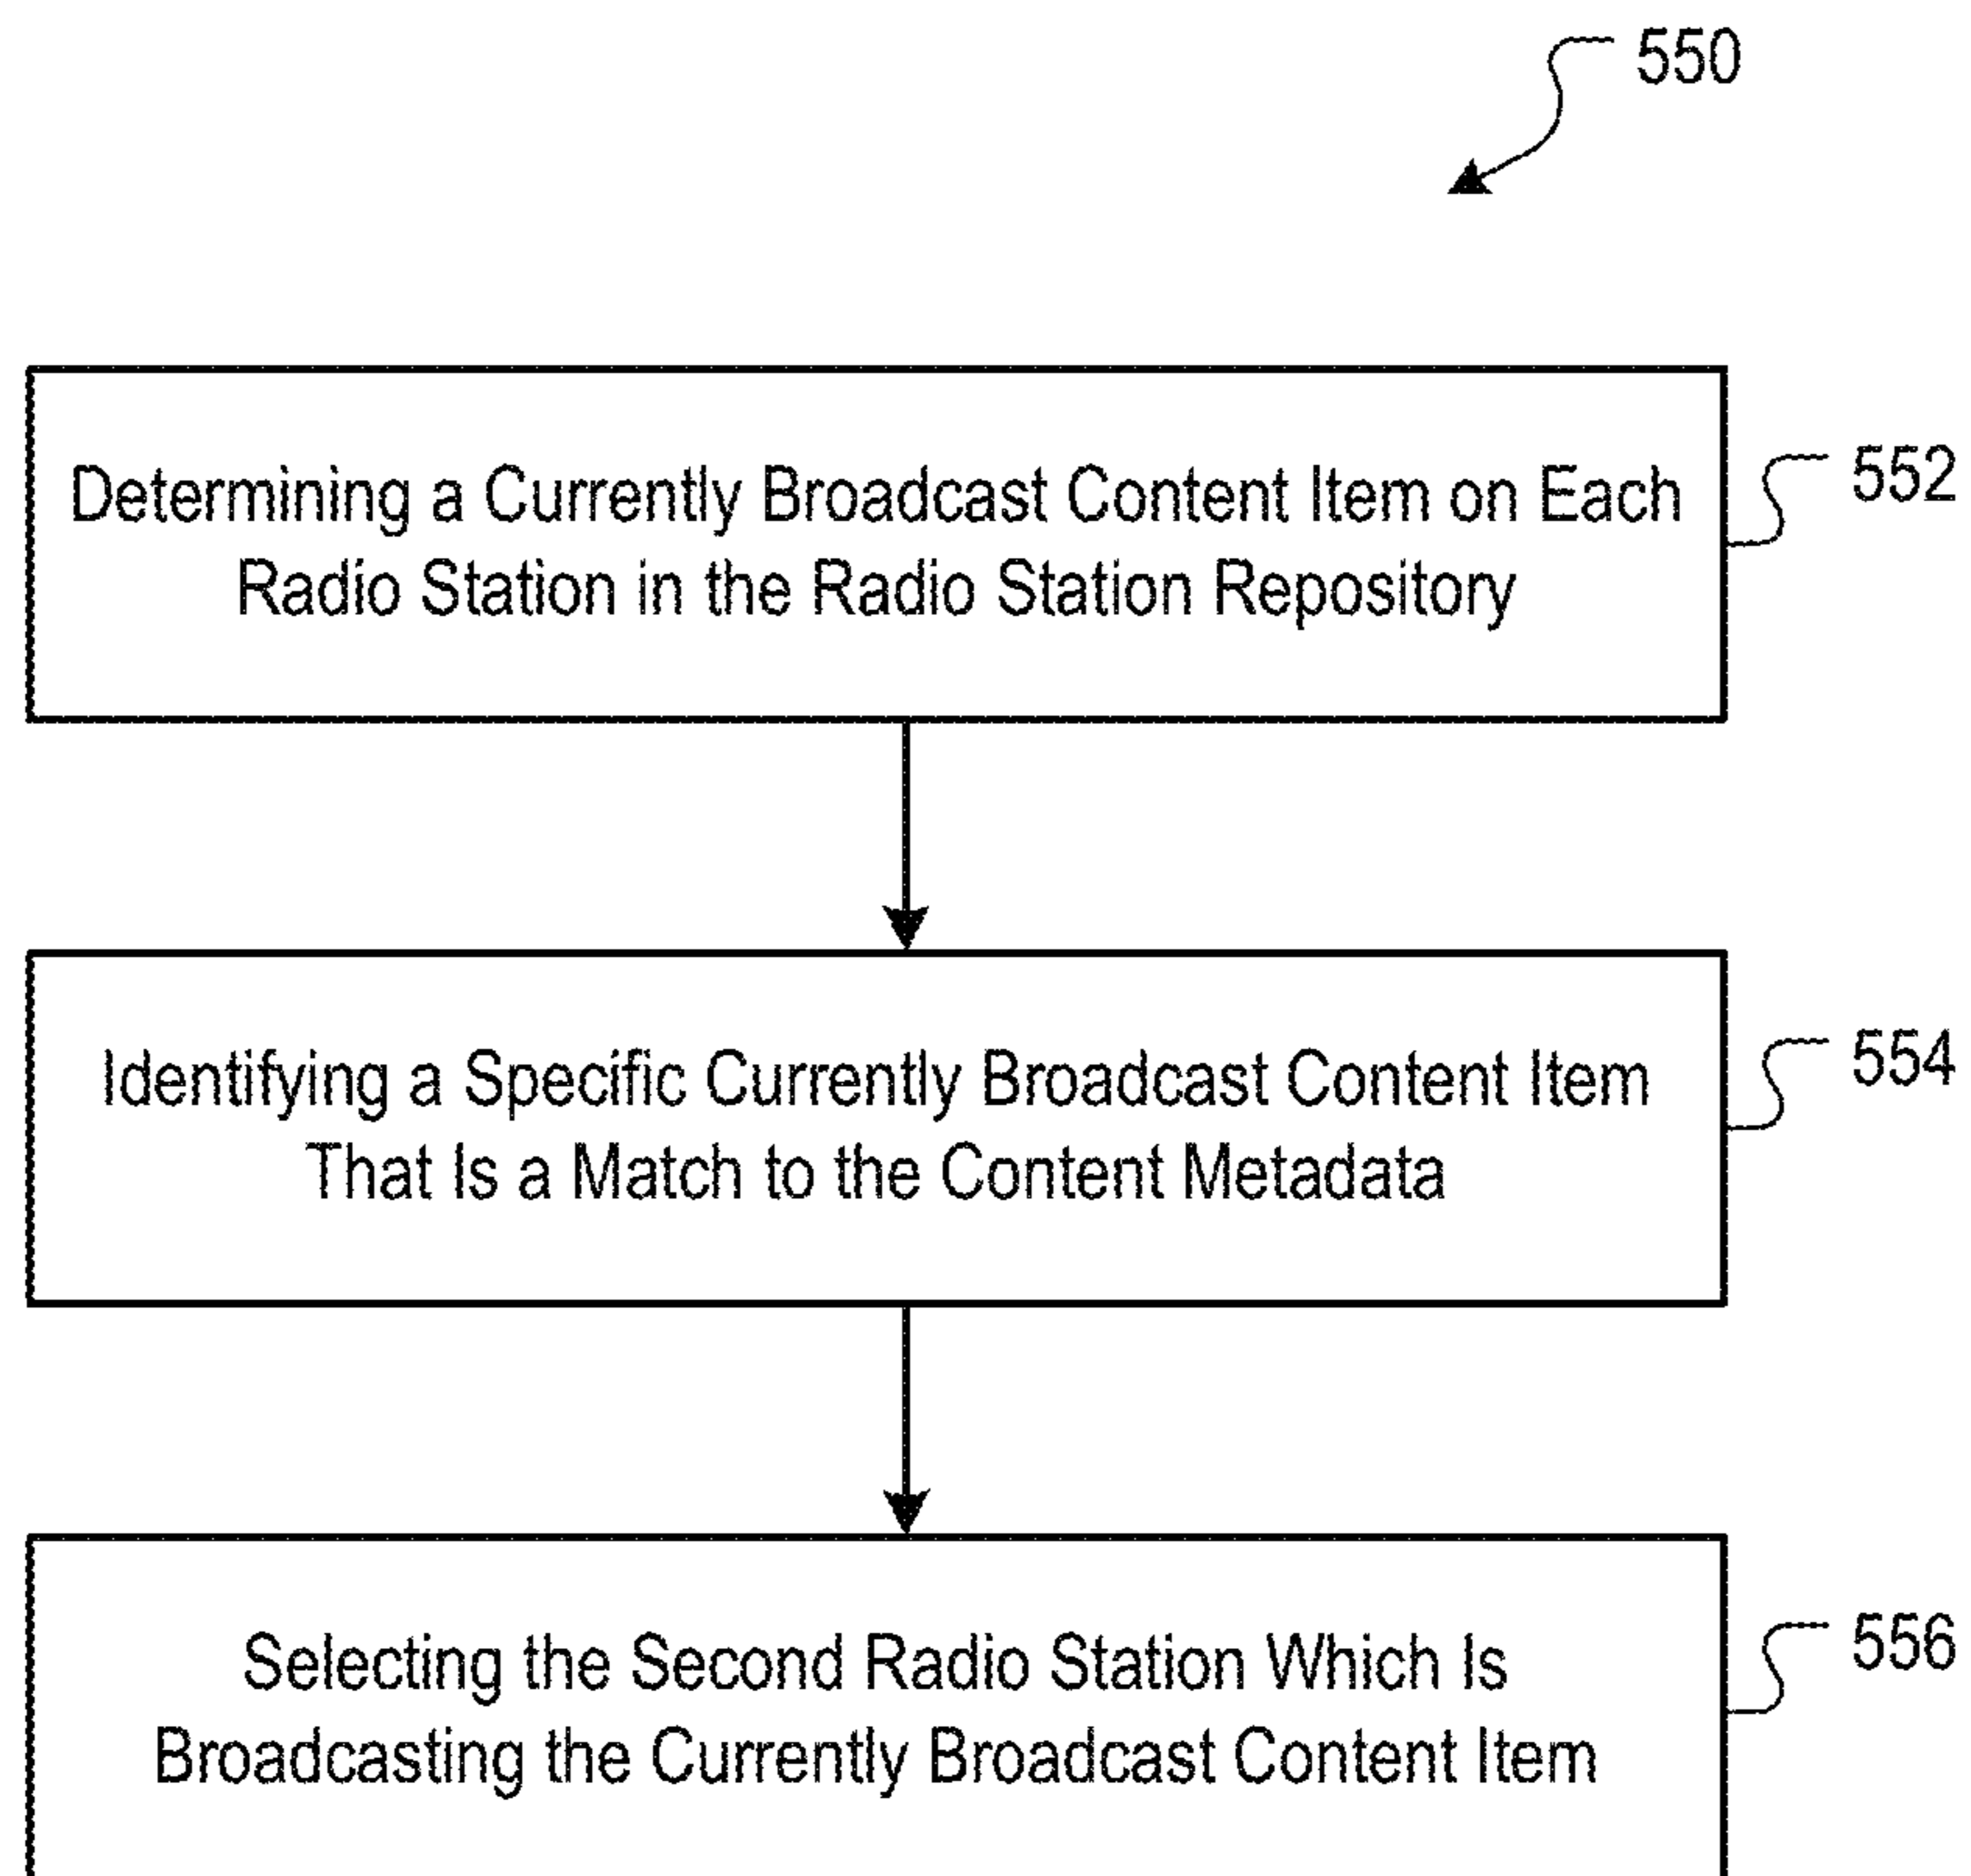 550
Determining a Currently Broadcast Content Item on Each
Radio Station in the Radio Station Repository
552
Identifying a Specific Currently Broadcast Content Item
That Is a Match to the Content Metadata
554
Selecting the Second Radio Station Which Is
Broadcasting the Currently Broadcast Content Item
556